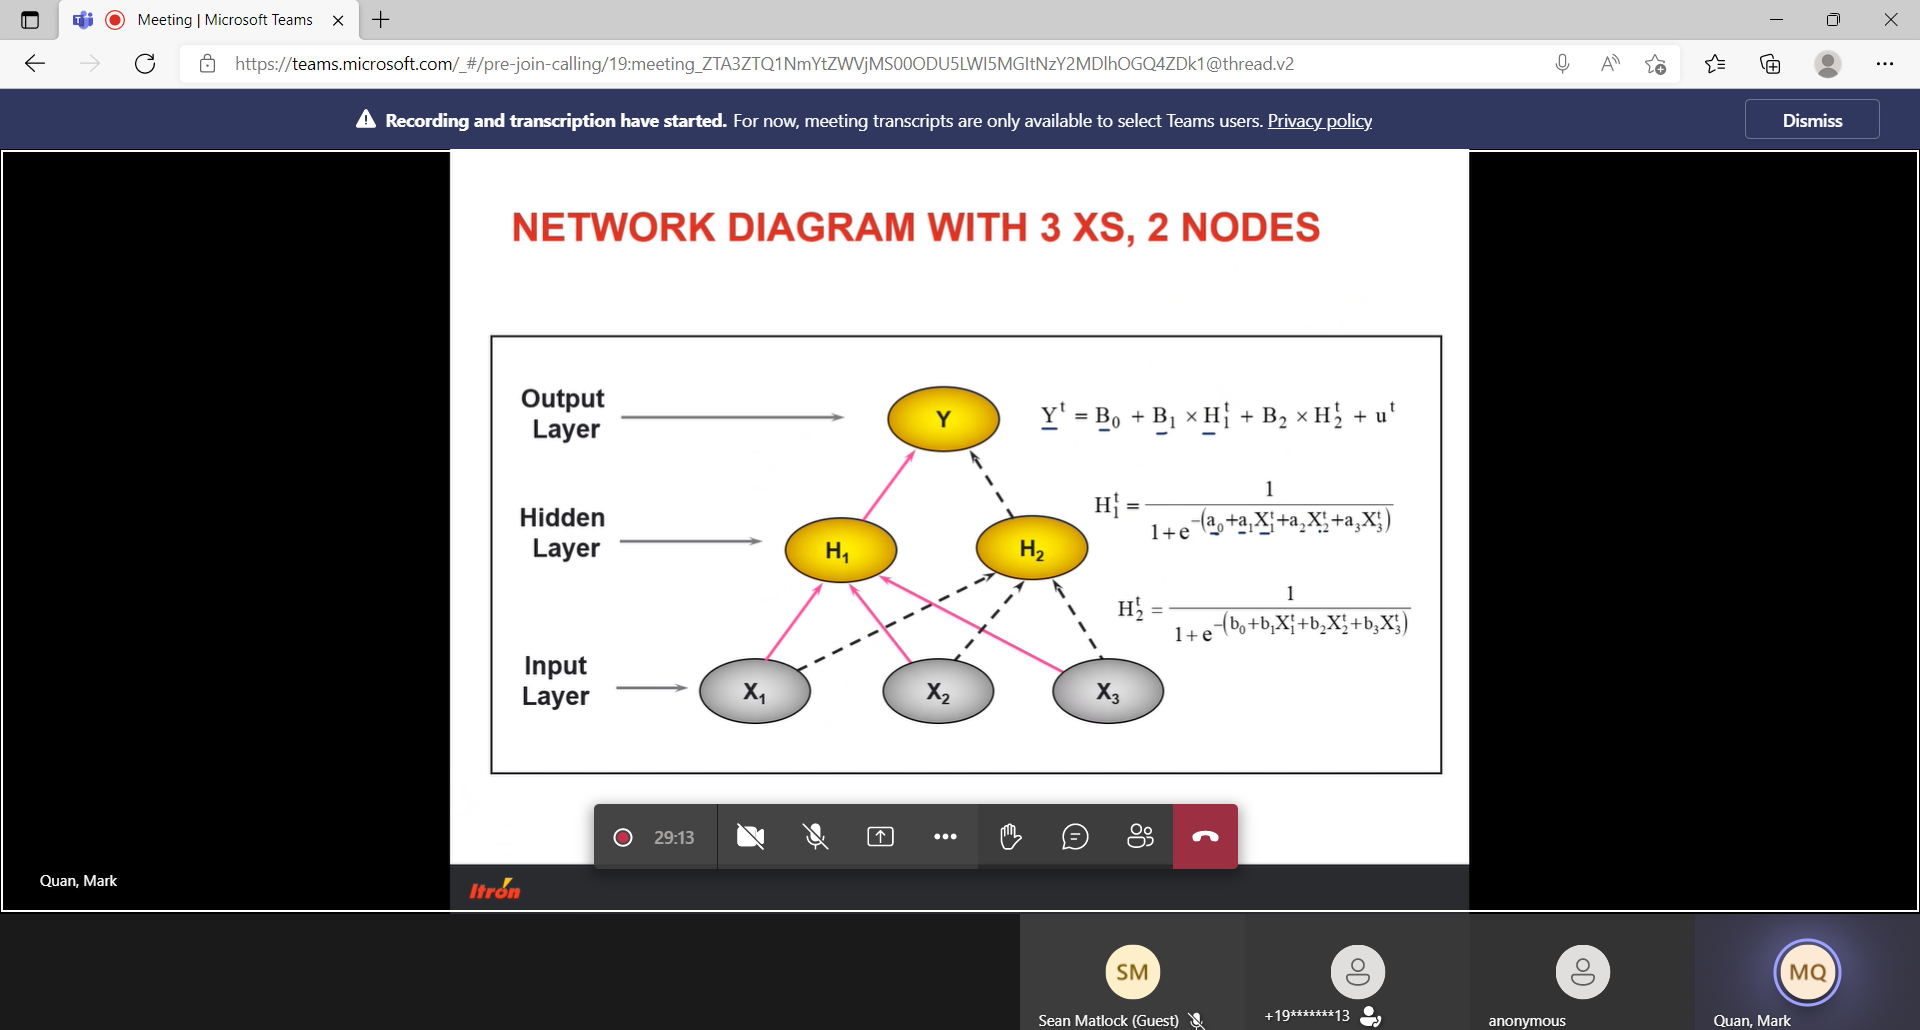 Meeting | Microsoft Teams
https://teams.microsoft.com/_#/pre-join-calling/19:meeting_ZTA3ZTQ1NmYtZWVjMS00ODU5LWI5MGItNzY2MDlhOGQ4ZDk1@thread.v2
Recording and transcription have started. For now, meeting transcripts are only available to select Teams users. Privacy policy
Dismiss
NETWORK DIAGRAM WITH 3 XS, 2 NODES
Output
Layer
Y
Yᵗ = B₀ + B₁ × H₁ᵗ + B₂ × H₂ᵗ + uᵗ
Hidden
Layer
H₁
H₂
H₁ᵗ = 1 / 1+e^-(a₀+a₁X₁ᵗ+a₂X₂ᵗ+a₃X₃ᵗ)
H₂ᵗ = 1 / 1+e^-(b₀+b₁X₁ᵗ+b₂X₂ᵗ+b₃X₃ᵗ)
Input
Layer
X₁
X₂
X₃
29:13
Quan, Mark
Itrón
SM
MQ
Sean Matlock (Guest)
+19*******13
anonymous
Quan, Mark